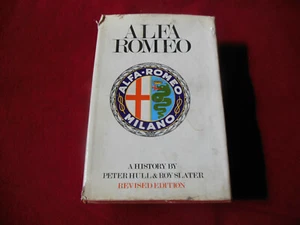 ALFA
ROMEO
ALFA-ROMEO
MILANO
A HISTORY BY
PETER HULL & ROY SLATER
REVISED EDITION